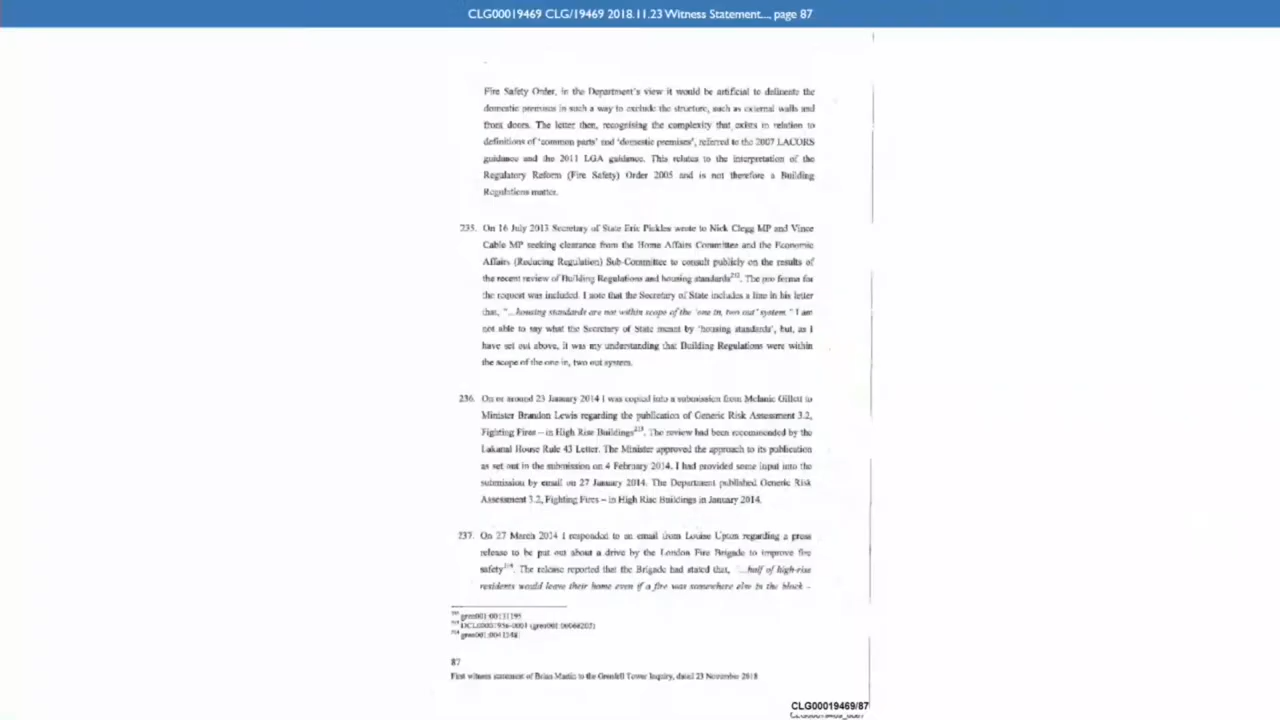 CLG00019469 CLG/19469 2018.11.23 Witness Statement..., page 87
Fire Safety Order, in the Department's view it would be artificial to delineate the
domestic premises in such a way to exclude the structure, such as external walls and
front doors. The letter then, recognising the complexity that exists in relation to
definitions of 'common parts' and 'domestic premises', referred to the 2007 LACORS
guidance and the 2011 LGA guidance. This relates to the interpretation of the
Regulatory Reform (Fire Safety) Order 2005 and is not therefore a Building
Regulations matter.
235. On 16 July 2013 Secretary of State Eric Pickles wrote to Nick Clegg MP and Vince
Cable MP seeking clearance from the Home Affairs Committee and the Economic
Affairs (Reducing Regulation) Sub-Committee to consult publicly on the results of
the recent review of Building Regulations and housing standards. The pro forma for
the request was included. I note that the Secretary of State includes a line in his letter
that, "...housing standards are not within scope of the 'one in, two out' system." I am
not able to say what the Secretary of State meant by 'housing standards', but, as I
have set out above, it was my understanding that Building Regulations were within
the scope of the one in, two out system.
236. On or around 23 January 2014 I was copied into a submission from Melanie Gillett to
Minister Brandon Lewis regarding the publication of Generic Risk Assessment 3.2,
Fighting Fires – in High Rise Buildings. The review had been recommended by the
Lakanal House Rule 43 Letter. The Minister approved the approach to its publication
as set out in the submission on 4 February 2014. I had provided some input into the
submission by email on 27 January 2014. The Department published Generic Risk
Assessment 3.2, Fighting Fires – in High Rise Buildings in January 2014.
237. On 27 March 2014 I responded to an email from Louise Upton regarding a press
release to be put out about a drive by the London Fire Brigade to improve fire
safety. The release reported that the Brigade had stated that, "...half of high-rise
residents would leave their home even if a fire was somewhere else in the block -
87
First witness statement of Brian Martin to the Grenfell Tower Inquiry, dated 23 November 2018
CLG00019469/87